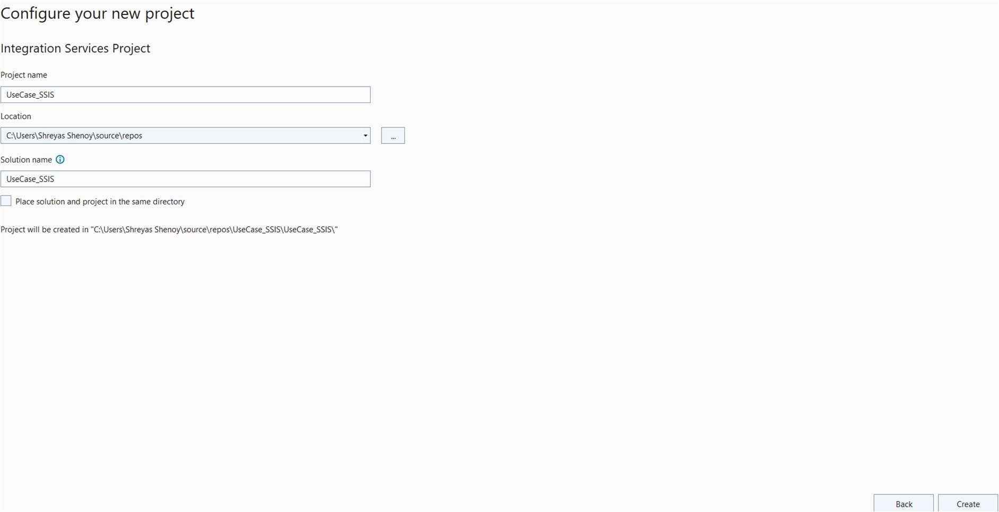 Configure your new project
Integration Services Project
Project name
UseCase_SSIS
Location
C:\Users\Shreyas Shenoy\source\repos
...
Solution name
UseCase_SSIS
Place solution and project in the same directory
Project will be created in "C:\Users\Shreyas Shenoy\source\repos\UseCase_SSIS\UseCase_SSIS\"
Back Create